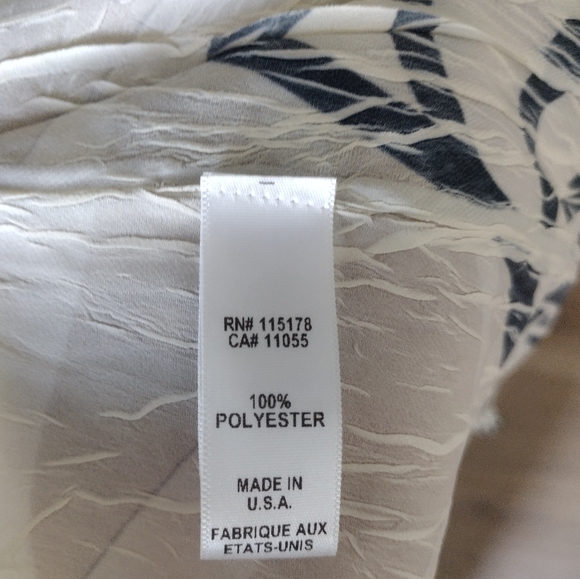 RN# 115178
CA# 11055
100%
POLYESTER
MADE IN
U.S.A.
FABRIQUE AUX
ETATS-UNIS